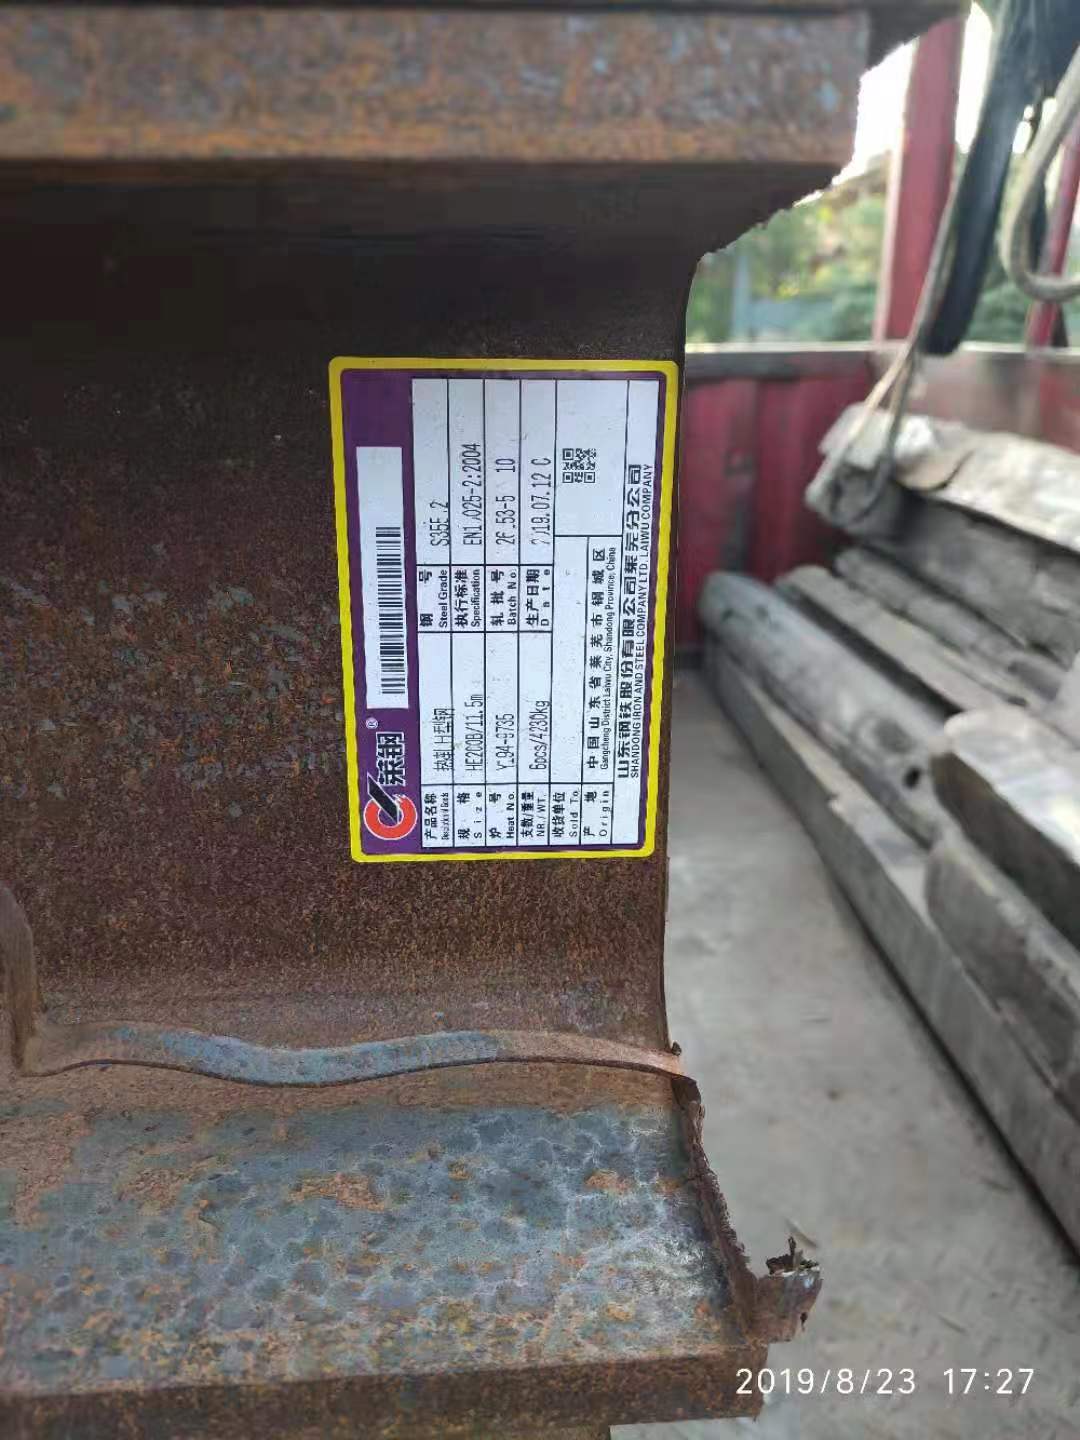 莱钢®
产品名称 热轧H型钢 钢 号
Steel Grade
规 格 HE200B/11.5m 执行标准 EN1.025-2:2004
Size Specification
炉 号 轧批号
Heat No. Batch No.
支数/重量 6pcs/4230kg 生产日期 19.07.12 C
NR./WT. Date
收货单位
Sold To
产 地 中国山东省莱芜市钢城区
Origin Gangcheng District Laiwu City, Shandong Province, China
山东钢铁股份有限公司莱芜分公司
SHANDONG IRON AND STEEL COMPANY LTD. LAIWU COMPANY
2019/8/23 17:27